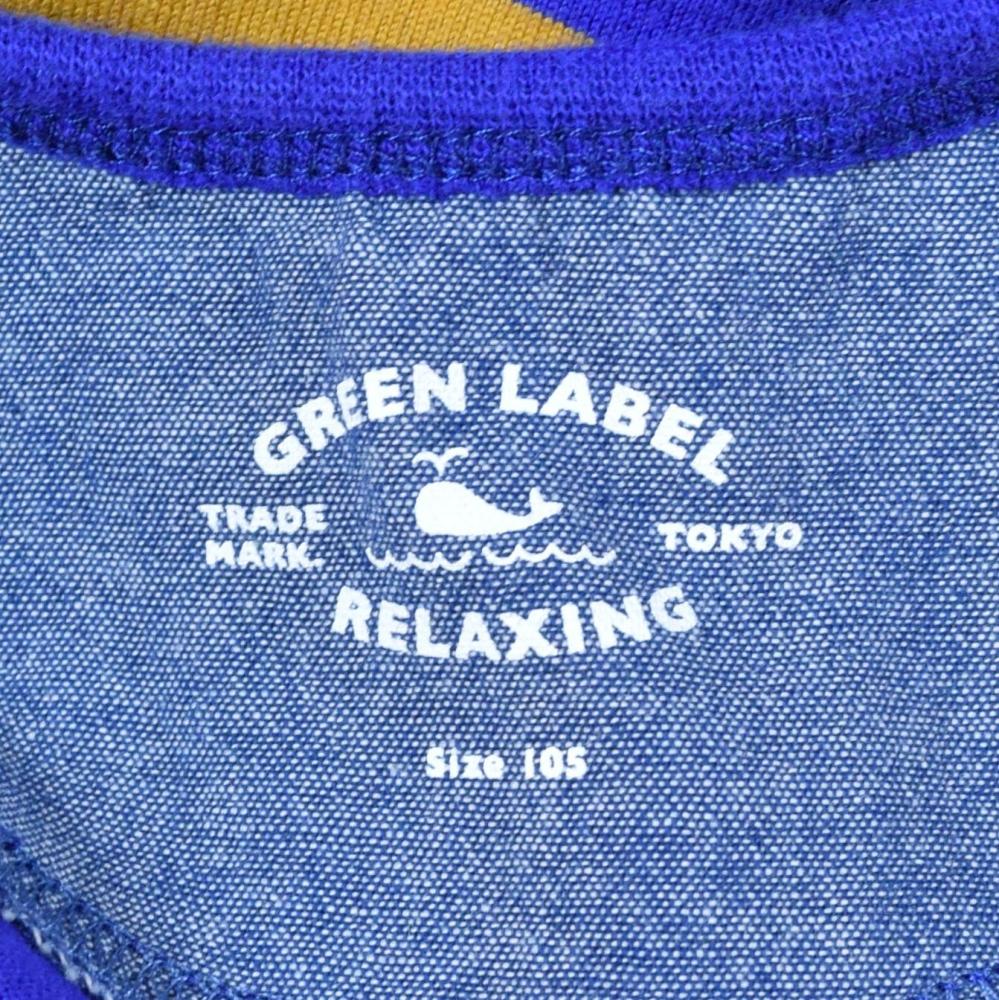 GREEN LABEL
TRADE
MARK.
TOKYO
RELAXING
Size 105